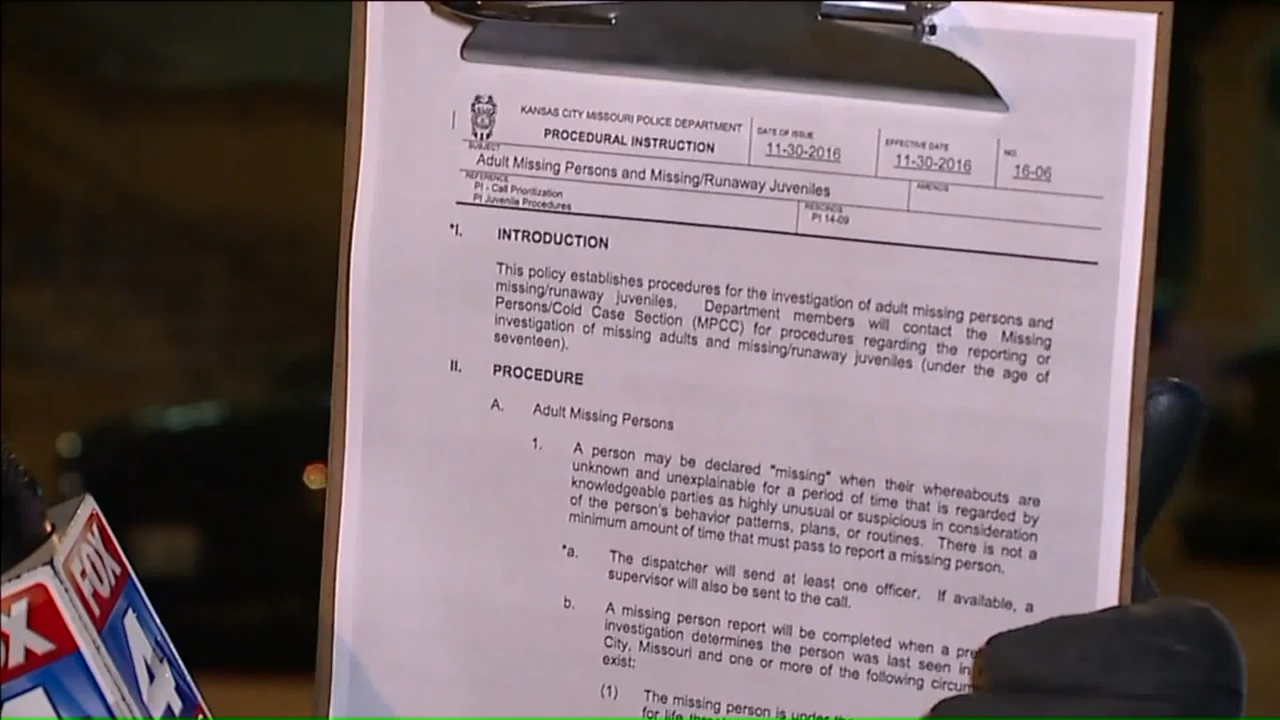 KANSAS CITY MISSOURI POLICE DEPARTMENT
PROCEDURAL INSTRUCTION
DATE OF ISSUE
11-30-2016
EFFECTIVE DATE
11-30-2016
NO.
16-06
SUBJECT
Adult Missing Persons and Missing/Runaway Juveniles
AMENDS
REFERENCE
PI - Call Prioritization
PI Juvenile Procedures
RESCINDS
PI 14-09
*I. INTRODUCTION
This policy establishes procedures for the investigation of adult missing persons and
missing/runaway juveniles. Department members will contact the Missing
Persons/Cold Case Section (MPCC) for procedures regarding the reporting or
investigation of missing adults and missing/runaway juveniles (under the age of
seventeen).
II. PROCEDURE
A. Adult Missing Persons
1. A person may be declared "missing" when their whereabouts are
unknown and unexplainable for a period of time that is regarded by
knowledgeable parties as highly unusual or suspicious in consideration
of the person's behavior patterns, plans, or routines. There is not a
minimum amount of time that must pass to report a missing person.
*a. The dispatcher will send at least one officer. If available, a
supervisor will also be sent to the call.
b. A missing person report will be completed when a pre
investigation determines the person was last seen in
City, Missouri and one or more of the following circum
exist:
(1) The missing person is under
for life
FOX
4
X